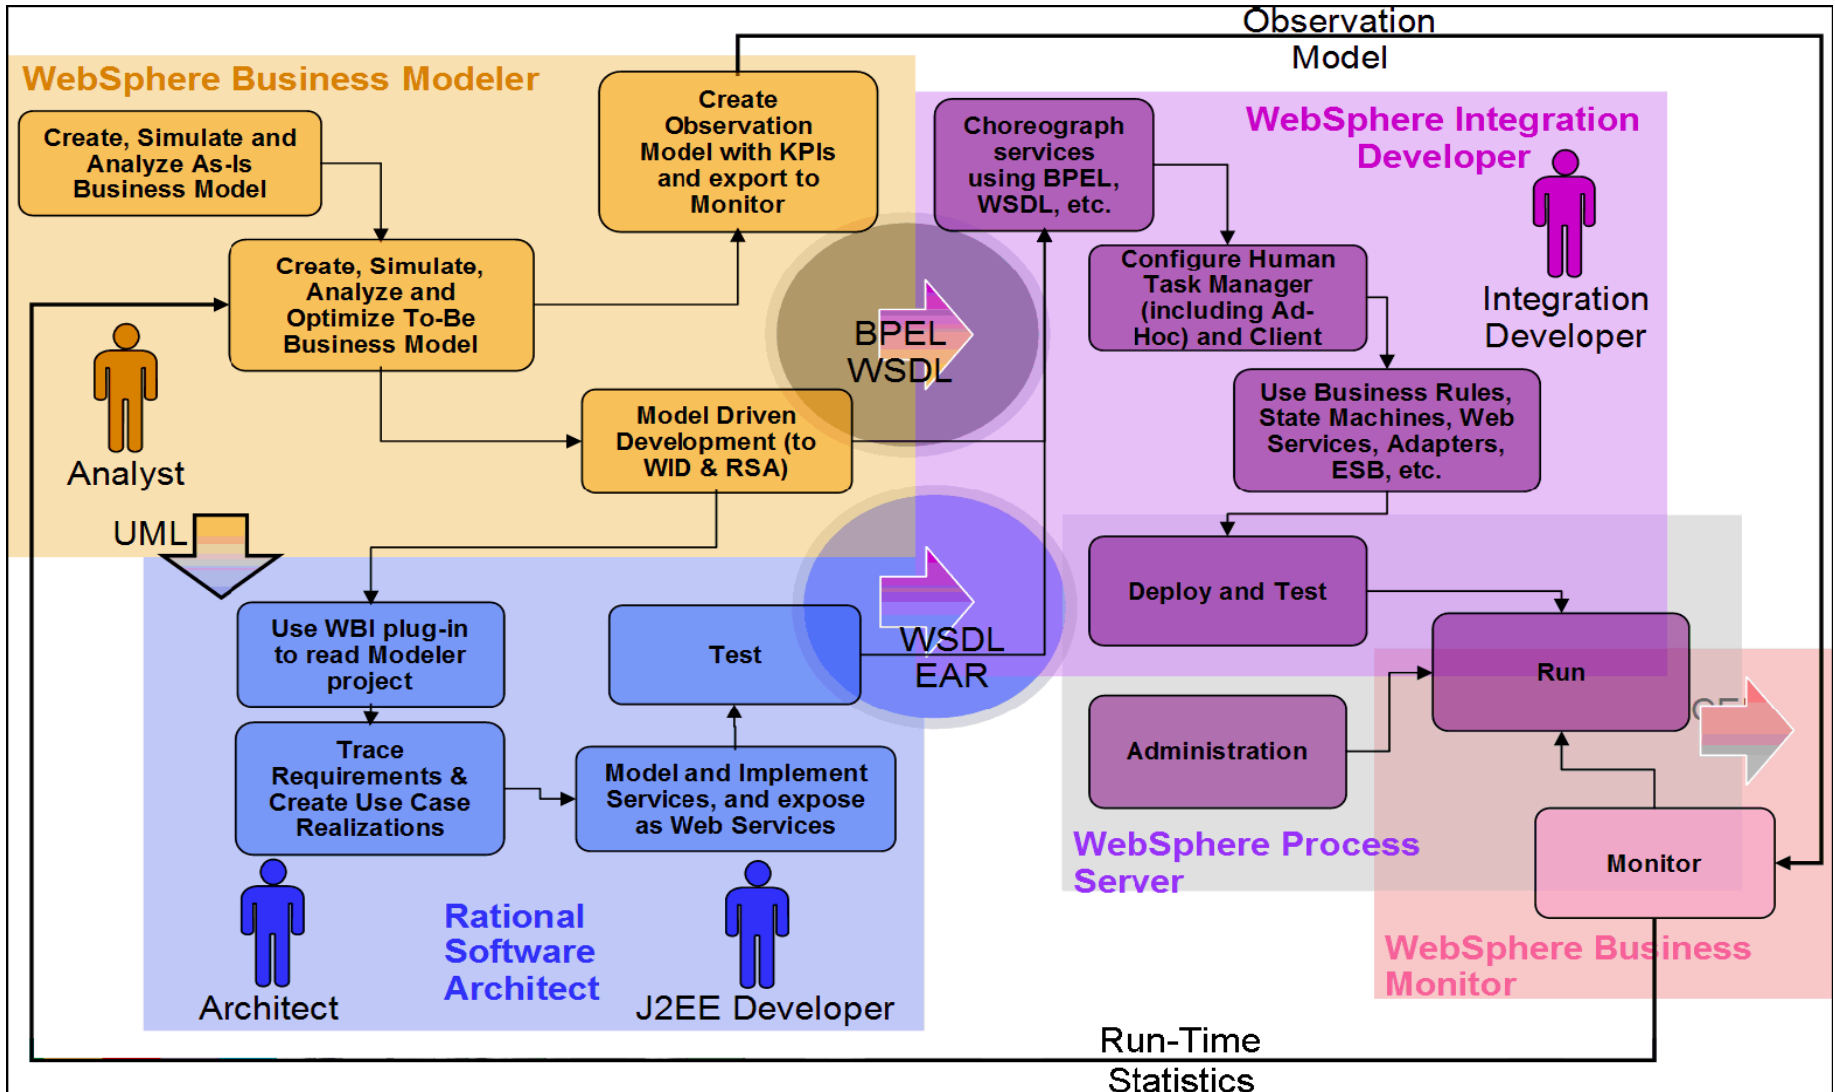 Observation
Model
WebSphere Business Modeler
Create, Simulate and
Analyze As-Is
Business Model
Create
Observation
Model with KPIs
and export to
Monitor
Choreograph
services
using BPEL,
WSDL, etc.
WebSphere Integration
Developer
Create, Simulate,
Analyze and
Optimize To-Be
Business Model
Configure Human
Task Manager
(including Ad-
Hoc) and Client
Integration
Developer
BPEL
WSDL
Analyst
Model Driven
Development (to
WID & RSA)
Use Business Rules,
State Machines, Web
Services, Adapters,
ESB, etc.
UML
Use WBI plug-in
to read Modeler
project
Test
WSDL
EAR
Deploy and Test
Run
Trace
Requirements &
Create Use Case
Realizations
Model and Implement
Services, and expose
as Web Services
Administration
WebSphere Process
Server
Monitor
Rational
Software
Architect
Architect
J2EE Developer
WebSphere Business
Monitor
Run-Time
Statistics